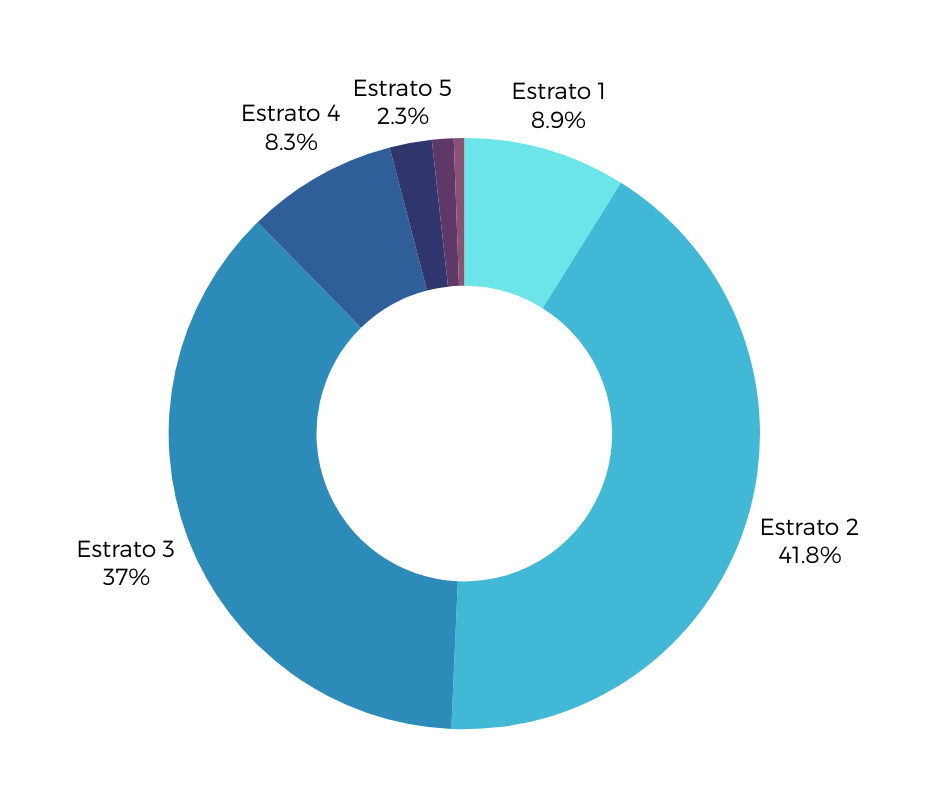 Estrato 5
2.3%
Estrato 1
8.9%
Estrato 4
8.3%
Estrato 2
41.8%
Estrato 3
37%